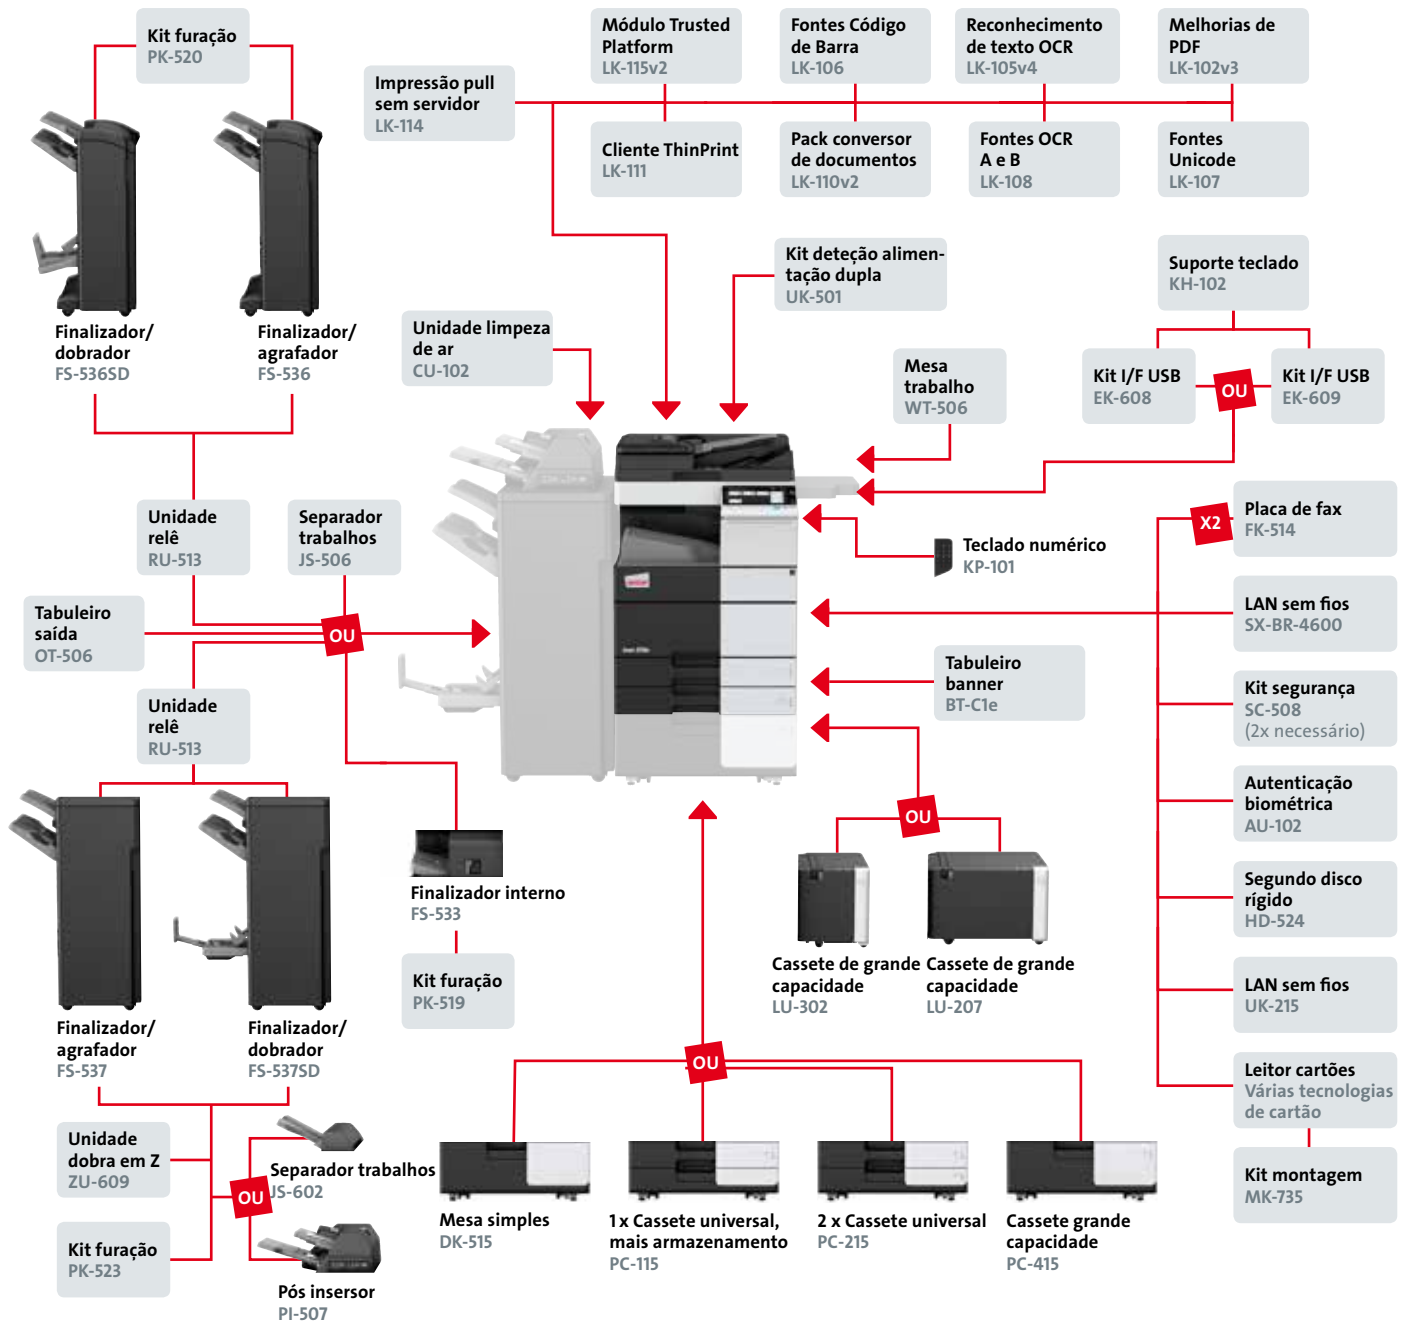 Kit furação
PK-520
Impressão pull
sem servidor
LK-114
Módulo Trusted
Platform
LK-115v2
Fontes Código
de Barra
LK-106
Reconhecimento
de texto OCR
LK-105v4
Melhorias de
PDF
LK-102v3
Cliente ThinPrint
LK-111
Pack conversor
de documentos
LK-110v2
Fontes OCR
A e B
LK-108
Fontes
Unicode
LK-107
Finalizador/
dobrador
FS-536SD
Finalizador/
agrafador
FS-536
Unidade limpeza
de ar
CU-102
Kit deteção alimen-
tação dupla
UK-501
Suporte teclado
KH-102
Mesa
trabalho
WT-506
Kit I/F USB
EK-608
OU
Kit I/F USB
EK-609
Unidade
relê
RU-513
Separador
trabalhos
JS-506
Tabuleiro
saída
OT-506
OU
Unidade
relê
RU-513
Teclado numérico
KP-101
X2
Placa de fax
FK-514
LAN sem fios
SX-BR-4600
Tabuleiro
banner
BT-C1e
Kit segurança
SC-508
(2x necessário)
Autenticação
biométrica
AU-102
Segundo disco
rígido
HD-524
LAN sem fios
UK-215
Leitor cartões
Várias tecnologias
de cartão
Kit montagem
MK-735
OU
Cassete de grande
capacidade
LU-302
Cassete de grande
capacidade
LU-207
Finalizador interno
FS-533
Kit furação
PK-519
Finalizador/
agrafador
FS-537
Finalizador/
dobrador
FS-537SD
Unidade
dobra em Z
ZU-609
Kit furação
PK-523
OU
Separador trabalhos
JS-602
Pós insersor
PI-507
OU
Mesa simples
DK-515
1 x Cassete universal,
mais armazenamento
PC-115
2 x Cassete universal
PC-215
Cassete grande
capacidade
PC-415